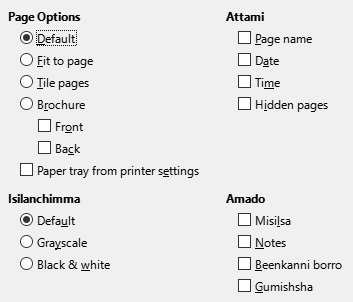 Page Options
Default
Fit to page
Tile pages
Brochure
Front
Back
Paper tray from printer settings
Attami
Page name
Date
Time
Hidden pages
Isilanchimma
Default
Grayscale
Black & white
Amado
Misilsa
Notes
Beenkanni borro
Gumishsha